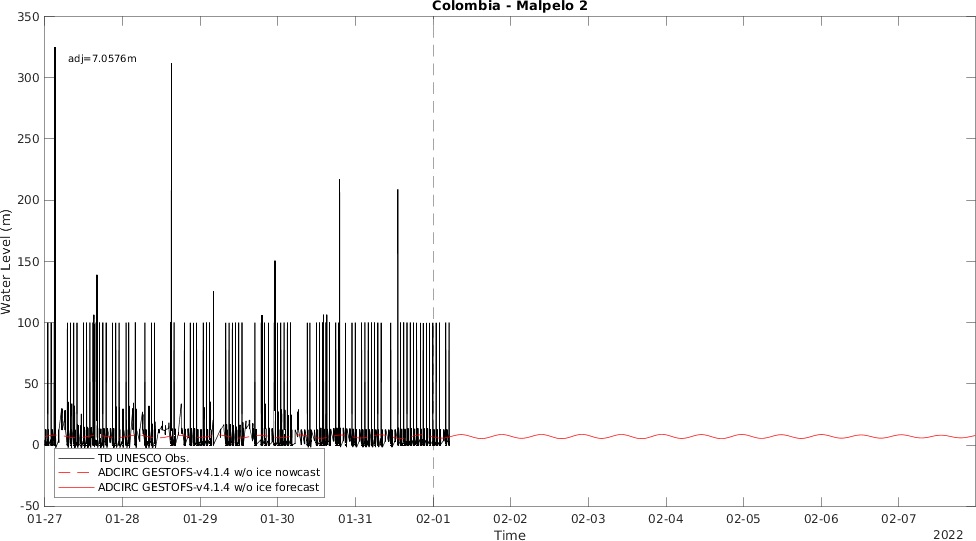 Colombia - Malpelo 2
350
300
250
200
150
100
50
0
-50
Water Level (m)
adj=7.0576m
TD UNESCO Obs.
ADCIRC GESTOFS-v4.1.4 w/o ice nowcast
ADCIRC GESTOFS-v4.1.4 w/o ice forecast
01-27 01-28 01-29 01-30 01-31 02-01 02-02 02-03 02-04 02-05 02-06 02-07
Time
2022